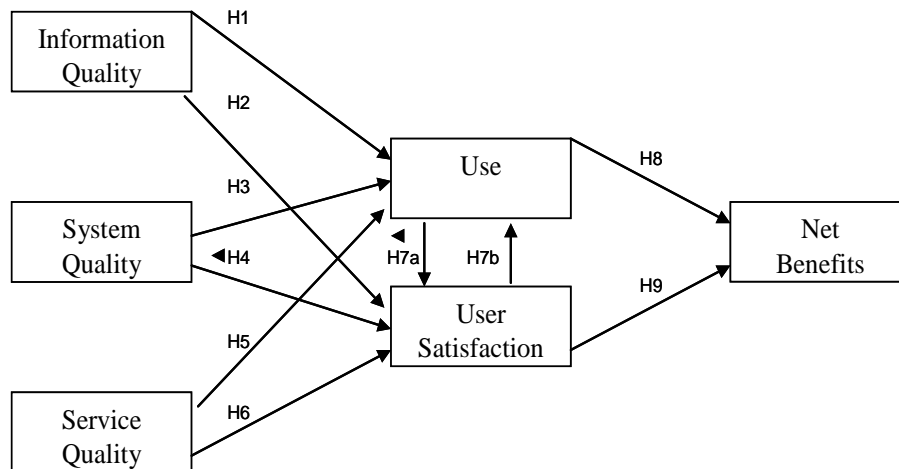 H1
Information
Quality
H2
H3
Use
H8
System
Quality
H4
H7a
H7b
Net
Benefits
User
Satisfaction
H9
H5
H6
Service
Quality